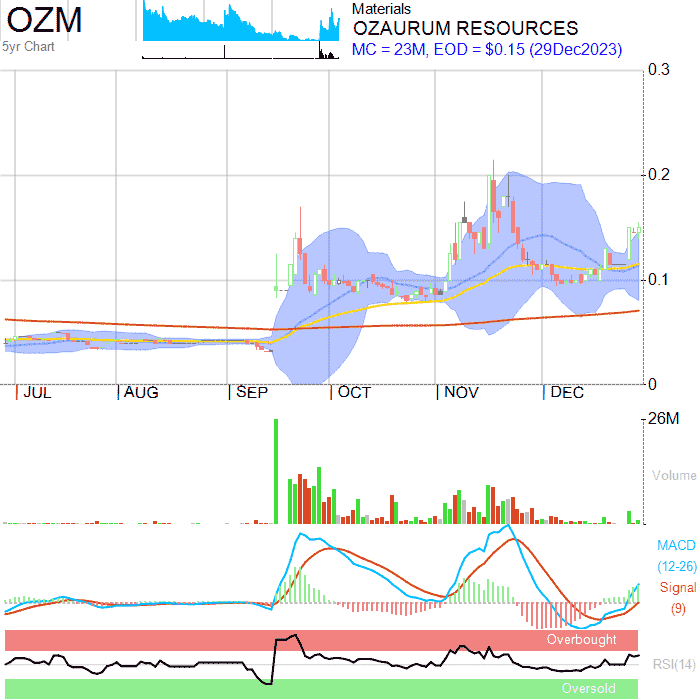 OZM
5yr Chart
Materials
OZAURUM RESOURCES
MC = 23M, EOD = $0.15 (29Dec2023)
0.3
0.2
0.1
0
JUL AUG SEP OCT NOV DEC
26M
Volume
MACD
(12-26)
Signal
(9)
Overbought
RSI(14)
Oversold